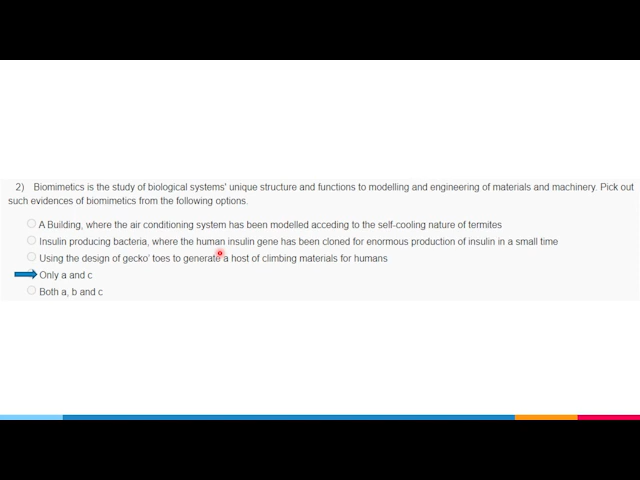 2) Biomimetics is the study of biological systems' unique structure and functions to modelling and engineering of materials and machinery. Pick out
such evidences of biomimetics from the following options.
A Building, where the air conditioning system has been modelled acceding to the self-cooling nature of termites
Insulin producing bacteria, where the human insulin gene has been cloned for enormous production of insulin in a small time
Using the design of gecko' toes to generate a host of climbing materials for humans
Only a and c
Both a, b and c